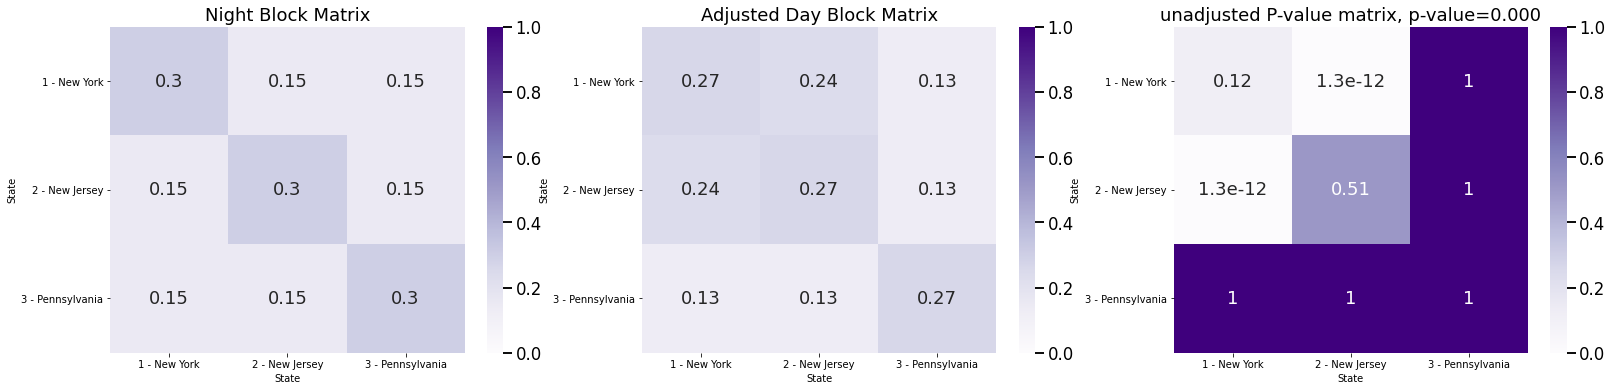 Night Block Matrix
1 - New York
2 - New Jersey
3 - Pennsylvania
State
0.3 0.15 0.15
0.15 0.3 0.15
0.15 0.15 0.3
1 - New York 2 - New Jersey 3 - Pennsylvania
State
1.0
0.8
0.6
0.4
0.2
0.0
Adjusted Day Block Matrix
1 - New York
2 - New Jersey
3 - Pennsylvania
State
0.27 0.24 0.13
0.24 0.27 0.13
0.13 0.13 0.27
1 - New York 2 - New Jersey 3 - Pennsylvania
State
1.0
0.8
0.6
0.4
0.2
0.0
unadjusted P-value matrix, p-value=0.000
1 - New York
2 - New Jersey
3 - Pennsylvania
State
0.12 1.3e-12 1
1.3e-12 0.51 1
1 1 1
1 - New York 2 - New Jersey 3 - Pennsylvania
State
1.0
0.8
0.6
0.4
0.2
0.0